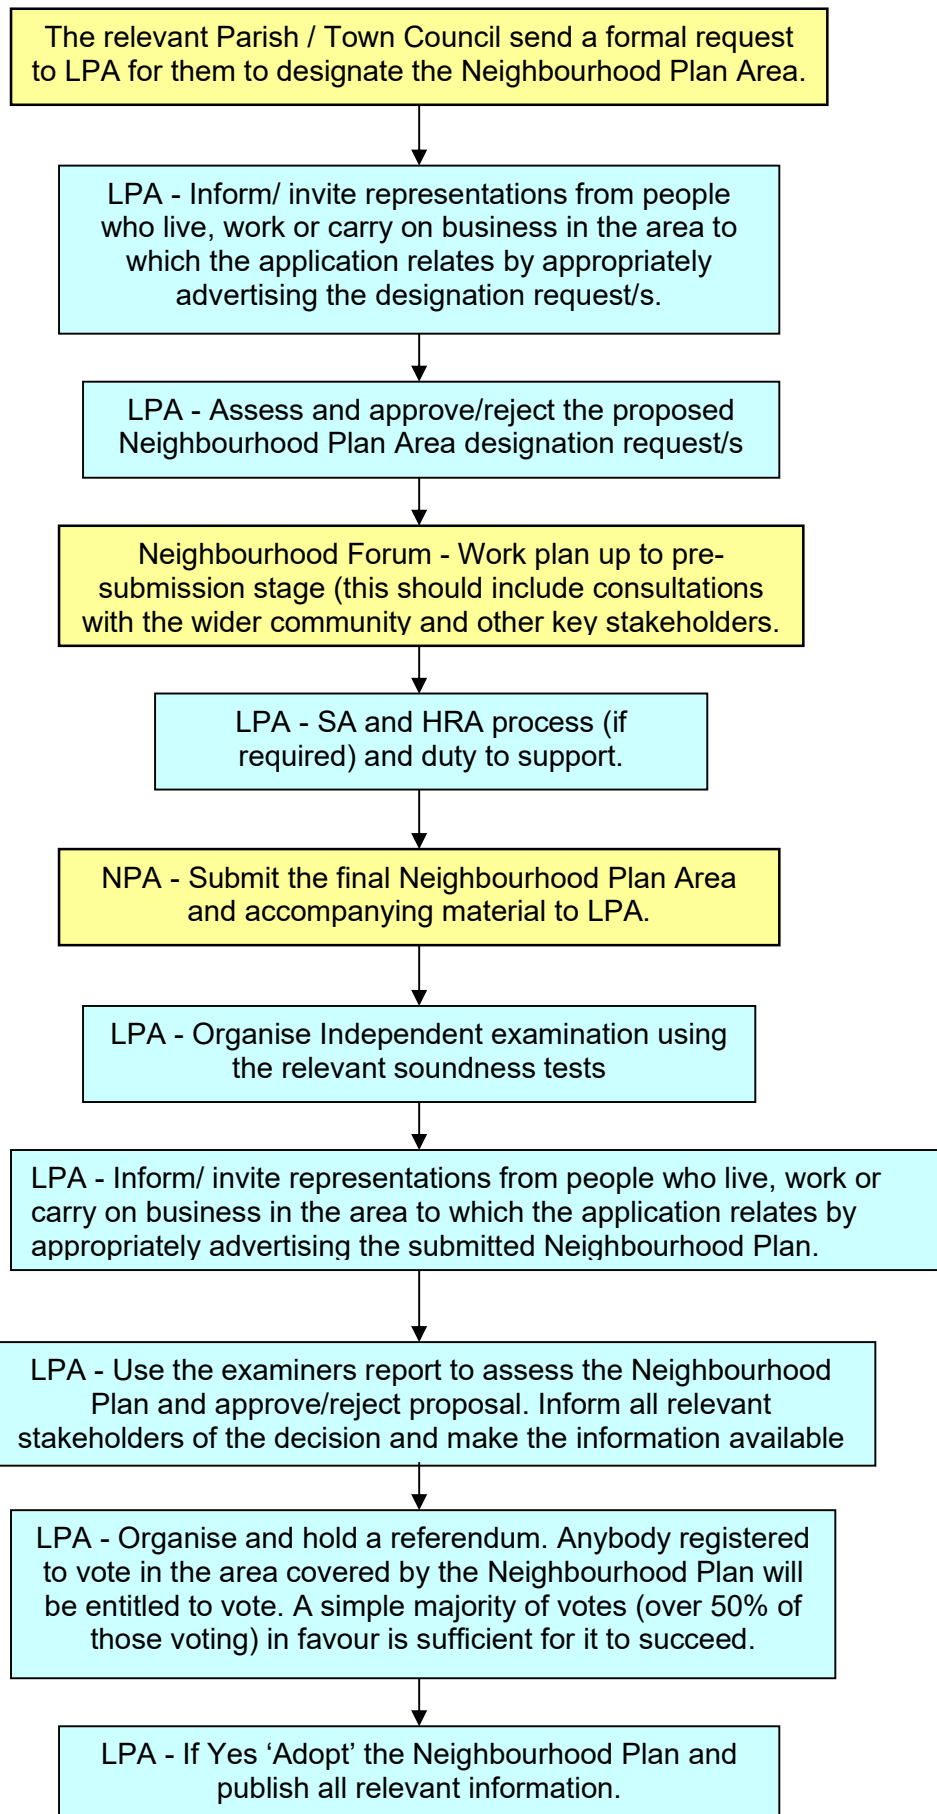 The relevant Parish / Town Council send a formal request
to LPA for them to designate the Neighbourhood Plan Area.
LPA - Inform/ invite representations from people
who live, work or carry on business in the area to
which the application relates by appropriately
advertising the designation request/s.
LPA - Assess and approve/reject the proposed
Neighbourhood Plan Area designation request/s
Neighbourhood Forum - Work plan up to pre-
submission stage (this should include consultations
with the wider community and other key stakeholders.
LPA - SA and HRA process (if
required) and duty to support.
NPA - Submit the final Neighbourhood Plan Area
and accompanying material to LPA.
LPA - Organise Independent examination using
the relevant soundness tests
LPA - Inform/ invite representations from people who live, work or
carry on business in the area to which the application relates by
appropriately advertising the submitted Neighbourhood Plan.
LPA - Use the examiners report to assess the Neighbourhood
Plan and approve/reject proposal. Inform all relevant
stakeholders of the decision and make the information available
LPA - Organise and hold a referendum. Anybody registered
to vote in the area covered by the Neighbourhood Plan will
be entitled to vote. A simple majority of votes (over 50% of
those voting) in favour is sufficient for it to succeed.
LPA - If Yes ‘Adopt’ the Neighbourhood Plan and
publish all relevant information.